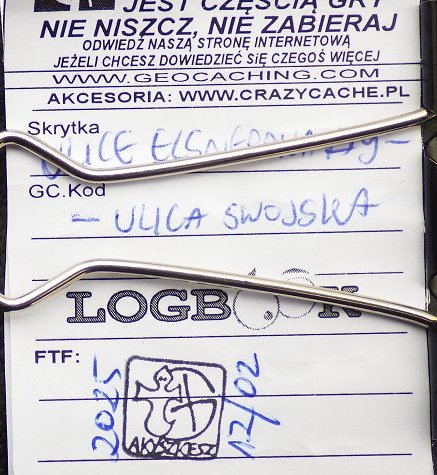 JEST CZĘŚCIĄ GRY
NIE NISZCZ, NIE ZABIERAJ
ODWIEDŹ NASZĄ STRONĘ INTERNETOWĄ
JEŻELI CHCESZ DOWIEDZIEĆ SIĘ CZEGOŚ WIĘCEJ
WWW.GEOCACHING.COM
AKCESORIA: WWW.CRAZYCACHE.PL
Skrytka
ULICE
GC.Kod
- ULICA SWOJSKA
LOGBOOK
FTF:
2025
12/02